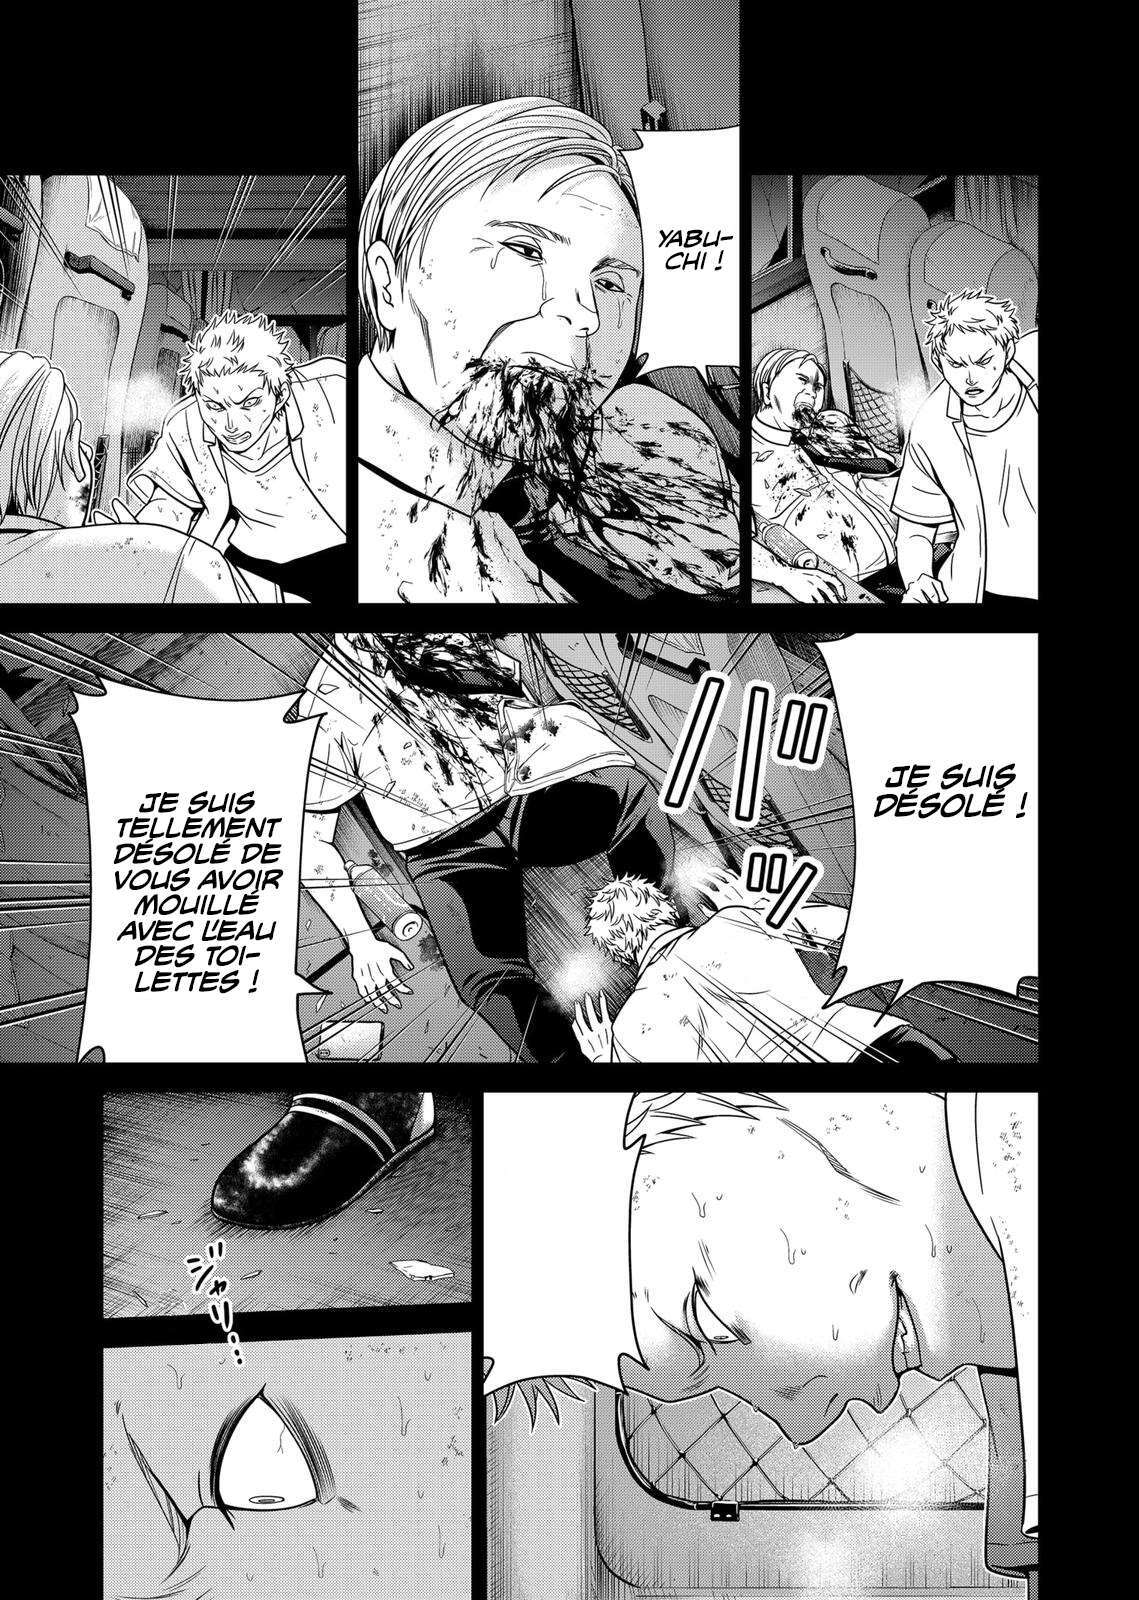 YABU-
CHI !
JE SUIS
DÉSOLÉ !
JE SUIS
TELLEMENT
DÉSOLÉ DE
VOUS AVOIR
MOUILLÉ
AVEC L'EAU
DES TOI-
LETTES !
ジャリ…